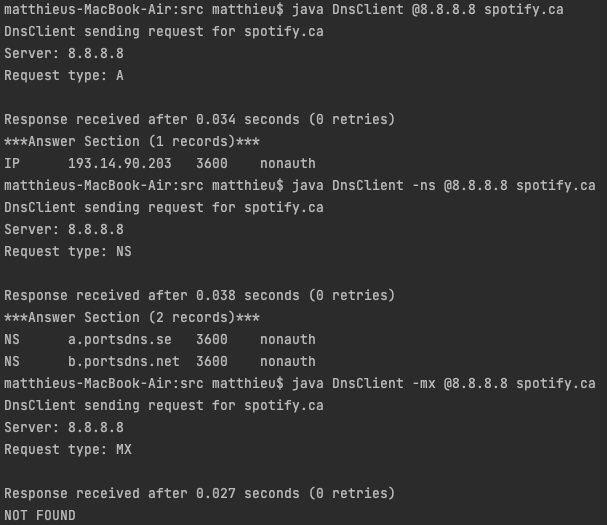 matthieus-MacBook-Air:src matthieu$ java DnsClient @8.8.8.8 spotify.ca
DnsClient sending request for spotify.ca
Server: 8.8.8.8
Request type: A

Response received after 0.034 seconds (0 retries)
***Answer Section (1 records)***
IP      193.14.90.203   3600    nonauth
matthieus-MacBook-Air:src matthieu$ java DnsClient -ns @8.8.8.8 spotify.ca
DnsClient sending request for spotify.ca
Server: 8.8.8.8
Request type: NS

Response received after 0.038 seconds (0 retries)
***Answer Section (2 records)***
NS      a.portsdns.se   3600    nonauth
NS      b.portsdns.net  3600    nonauth
matthieus-MacBook-Air:src matthieu$ java DnsClient -mx @8.8.8.8 spotify.ca
DnsClient sending request for spotify.ca
Server: 8.8.8.8
Request type: MX

Response received after 0.027 seconds (0 retries)
NOT FOUND